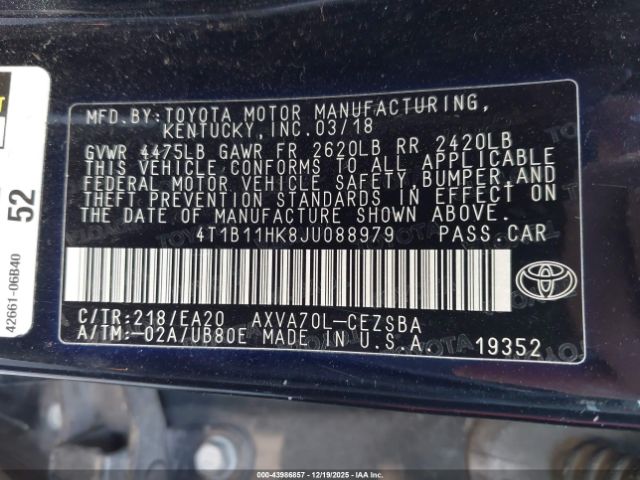 MFD.BY:TOYOTA MOTOR MANUFACTURING,
KENTUCKY,INC.03/18
GVWR 4475LB GAWR FR 2620LB RR 2420LB
THIS VEHICLE CONFORMS TO ALL APPLICABLE
FEDERAL MOTOR VEHICLE SAFETY,BUMPER,AND
THEFT PREVENTION STANDARDS IN EFFECT ON
THE DATE OF MANUFACTURE SHOWN ABOVE.
4T1B11HK8JU088979 PASS.CAR
C/TR:218/EA20 AXVA70L-CEZSBA
A/TM:-02A/UB80E MADE IN U.S.A. 19352
TOYOTA
52
42661-06B40
IAA 43986857 | 12/19/2025 | IAA Inc.